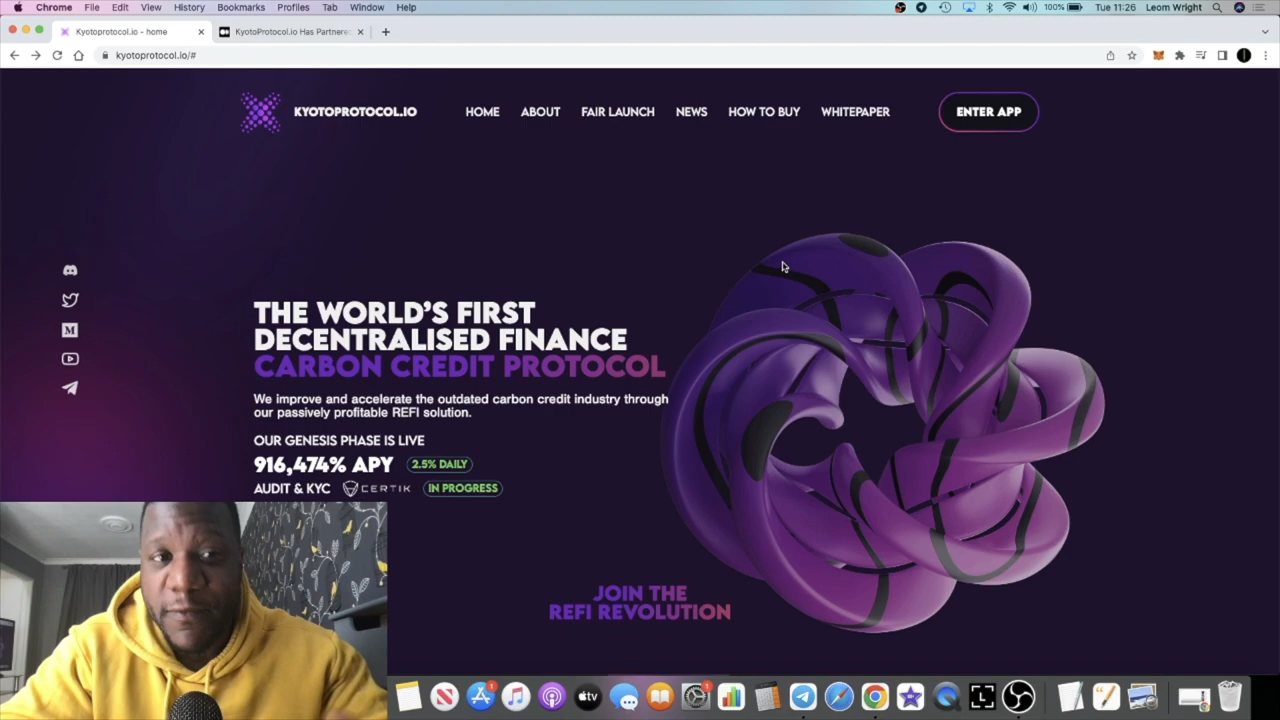 Chrome File Edit View History Bookmarks Profiles Tab Window Help 100% Tue 11:26 Leom Wright
Kyotoprotocol.io - home
KyotoProtocol.io Has Partnere
kyotoprotocol.io/#
KYOTOPROTOCOL.IO HOME ABOUT FAIR LAUNCH NEWS HOW TO BUY WHITEPAPER ENTER APP
THE WORLD'S FIRST
DECENTRALISED FINANCE
CARBON CREDIT PROTOCOL
We improve and accelerate the outdated carbon credit industry through
our passively profitable REFI solution.
OUR GENESIS PHASE IS LIVE
916,474% APY 2.5% DAILY
AUDIT & KYC CERTIK IN PROGRESS
JOIN THE
REFI REVOLUTION
tv